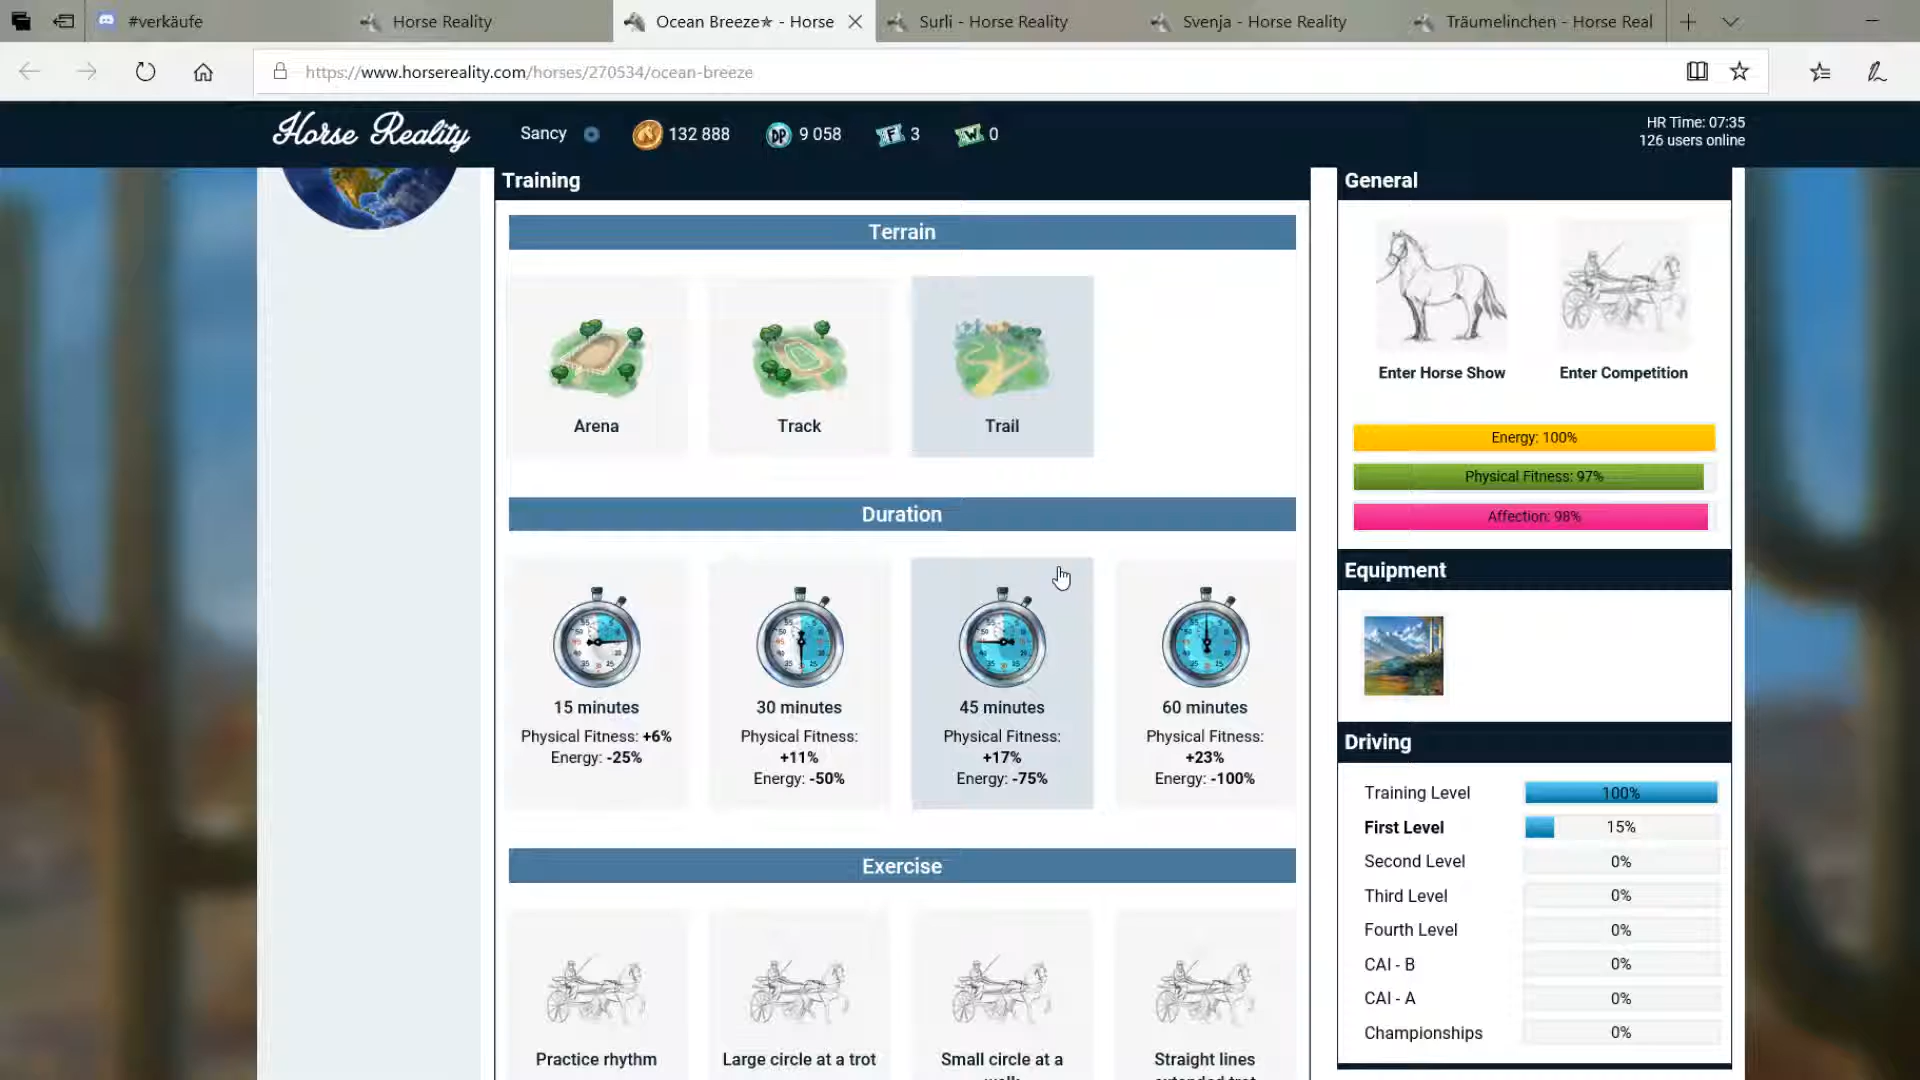 #verkäufe
Horse Reality
Ocean Breeze★ - Horse
Surli - Horse Reality
Svenja - Horse Reality
Träumelinchen - Horse Real
https://www.horsereality.com/horses/270534/ocean-breeze
Horse Reality
Sancy
132 888
DP
9 058
F
3
W
0
HR Time: 07:35
126 users online
Training
Terrain
Arena
Track
Trail
Duration
15 minutes
Physical Fitness: +6%
Energy: -25%
30 minutes
Physical Fitness:
+11%
Energy: -50%
45 minutes
Physical Fitness:
+17%
Energy: -75%
60 minutes
Physical Fitness:
+23%
Energy: -100%
Exercise
Practice rhythm
Large circle at a trot
Small circle at a
walk
Straight lines
extended trot
General
Enter Horse Show
Enter Competition
Energy: 100%
Physical Fitness: 97%
Affection: 98%
Equipment
Driving
Training Level 100%
First Level 15%
Second Level 0%
Third Level 0%
Fourth Level 0%
CAI - B 0%
CAI - A 0%
Championships 0%